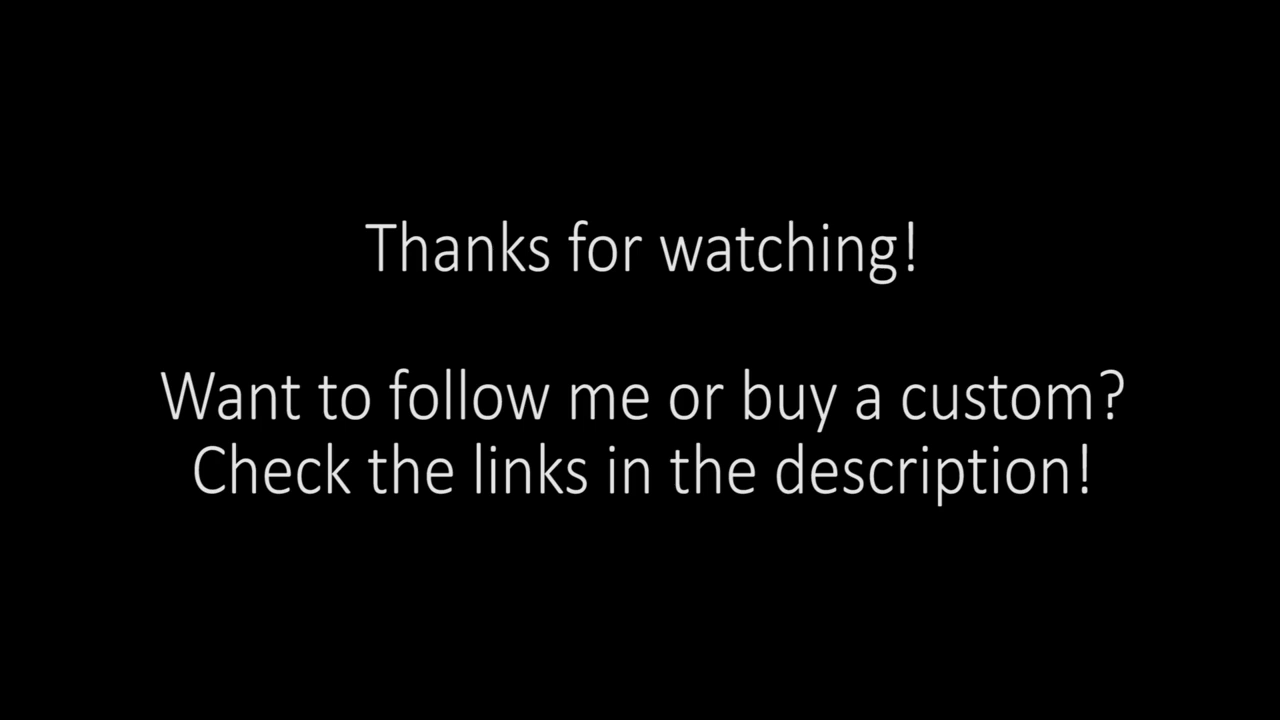 Thanks for watching!
Want to follow me or buy a custom?
Check the links in the description!